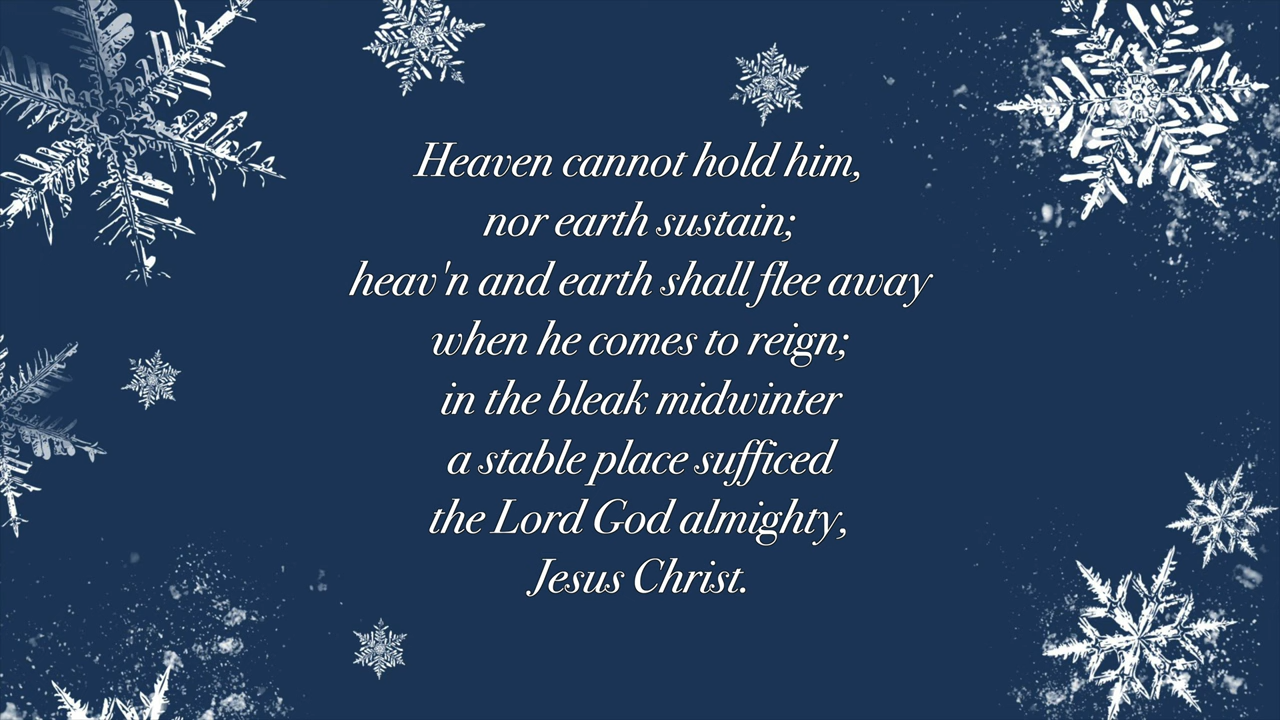 Heaven cannot hold him,
nor earth sustain;
heav'n and earth shall flee away
when he comes to reign;
in the bleak midwinter
a stable place sufficed
the Lord God almighty,
Jesus Christ.